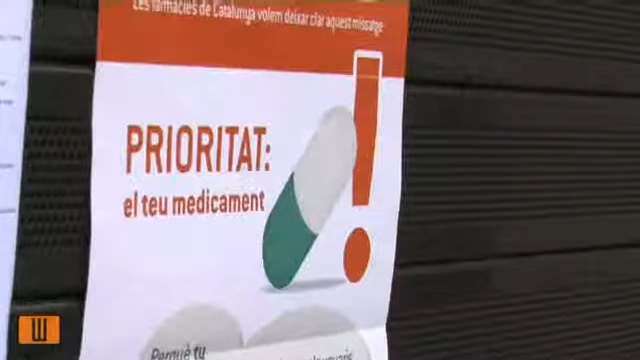 Les farmàcies de Catalunya volem deixar clar aquest missatge
PRIORITAT:
el teu medicament
!
Perquè tu
W